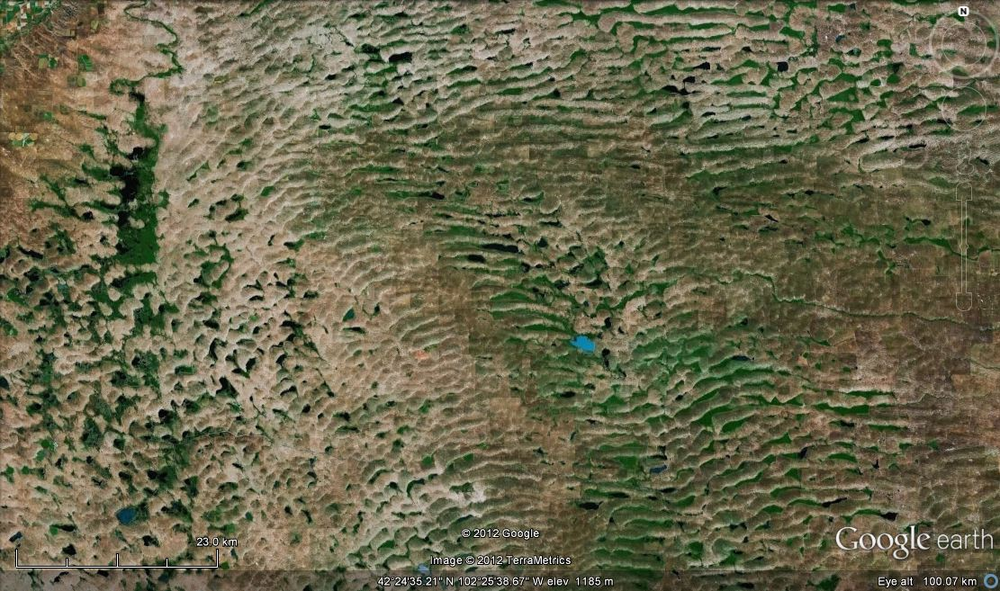 N
23.0 km
© 2012 Google
Image © 2012 TerraMetrics
Google earth
42°24'35.21" N 102°25'38.67" W elev 1185 m
Eye alt 100.07 km